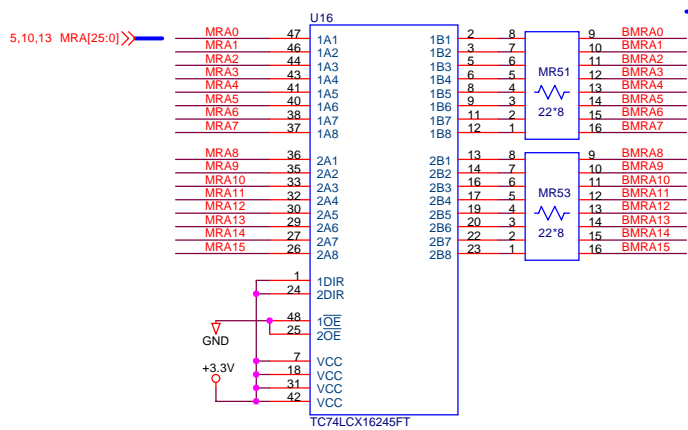 U16
5,10,13 MRA[25:0]
MRA0 47 1A1 1B1 2 8 9 BMRA0
MRA1 46 1A2 1B2 3 7 10 BMRA1
MRA2 44 1A3 1B3 5 6 11 BMRA2
MRA3 43 1A4 1B4 6 5 12 BMRA3
MRA4 41 1A5 1B5 8 4 13 BMRA4
MRA5 40 1A6 1B6 9 3 14 BMRA5
MRA6 38 1A7 1B7 11 2 15 BMRA6
MRA7 37 1A8 1B8 12 1 16 BMRA7
MR51
22*8
MRA8 36 2A1 2B1 13 8 9 BMRA8
MRA9 35 2A2 2B2 14 7 10 BMRA9
MRA10 33 2A3 2B3 16 6 11 BMRA10
MRA11 32 2A4 2B4 17 5 12 BMRA11
MRA12 30 2A5 2B5 19 4 13 BMRA12
MRA13 29 2A6 2B6 20 3 14 BMRA13
MRA14 27 2A7 2B7 22 2 15 BMRA14
MRA15 26 2A8 2B8 23 1 16 BMRA15
MR53
22*8
1 1DIR
24 2DIR
48 1OE
25 2OE
GND
7 VCC
+3.3V
18 VCC
31 VCC
42 VCC
TC74LCX16245FT